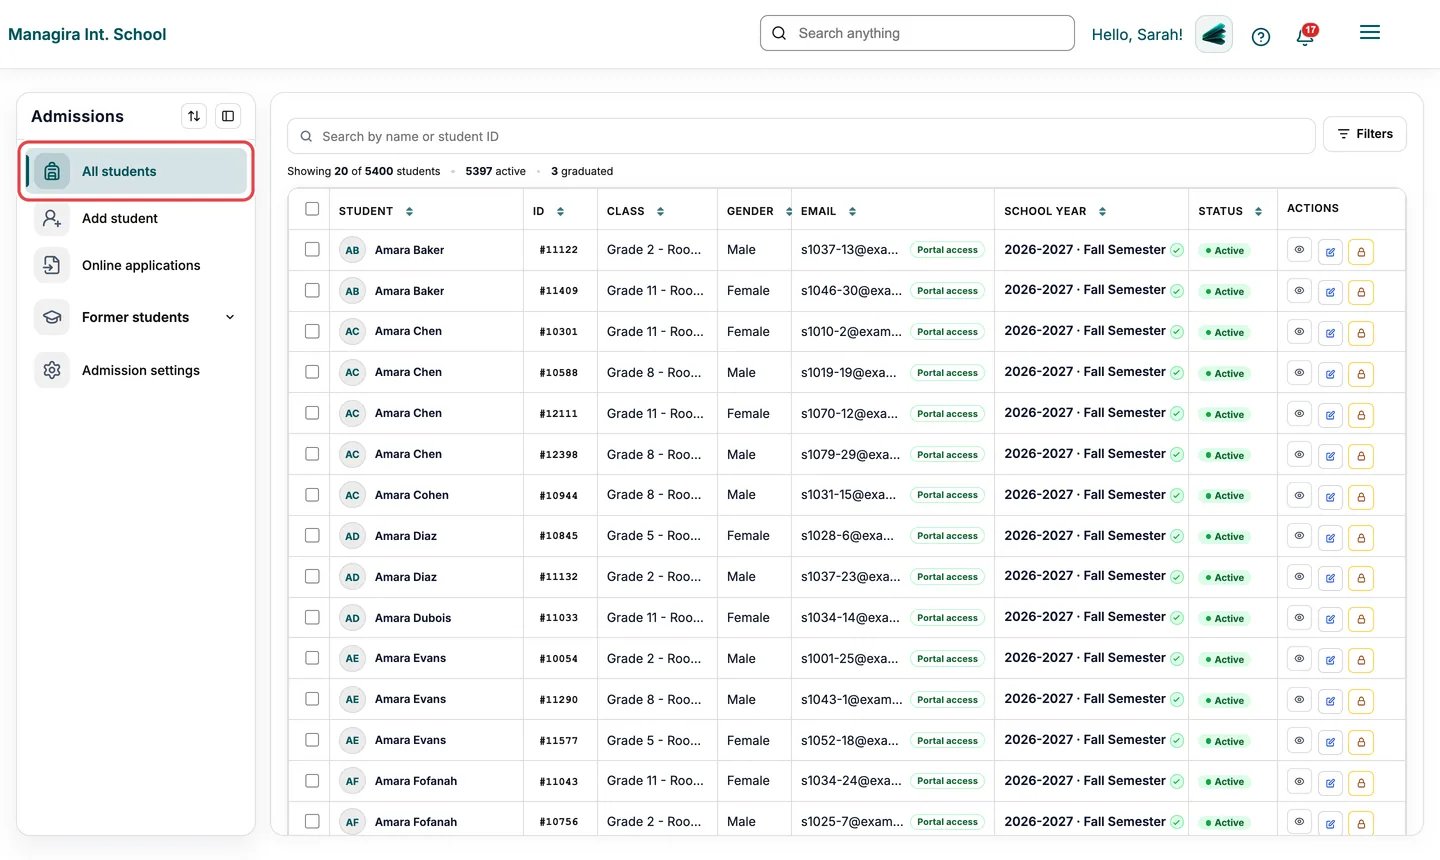 Managira Int. School
Search anything
Hello, Sarah!
17
Admissions
All students
Add student
Online applications
Former students
Admission settings
Search by name or student ID
Filters
Showing 20 of 5400 students • 5397 active • 3 graduated
STUDENT ID CLASS GENDER EMAIL SCHOOL YEAR STATUS ACTIONS
AB Amara Baker #11122 Grade 2 - Roo... Male s1037-13@exa... Portal access 2026-2027 · Fall Semester Active
AB Amara Baker #11409 Grade 11 - Roo... Female s1046-30@exa... Portal access 2026-2027 · Fall Semester Active
AC Amara Chen #10301 Grade 11 - Roo... Female s1010-2@exam... Portal access 2026-2027 · Fall Semester Active
AC Amara Chen #10588 Grade 8 - Roo... Male s1019-19@exa... Portal access 2026-2027 · Fall Semester Active
AC Amara Chen #12111 Grade 11 - Roo... Female s1070-12@exa... Portal access 2026-2027 · Fall Semester Active
AC Amara Chen #12398 Grade 8 - Roo... Male s1079-29@exa... Portal access 2026-2027 · Fall Semester Active
AC Amara Cohen #10944 Grade 8 - Roo... Male s1031-15@exa... Portal access 2026-2027 · Fall Semester Active
AD Amara Diaz #10845 Grade 5 - Roo... Female s1028-6@exa... Portal access 2026-2027 · Fall Semester Active
AD Amara Diaz #11132 Grade 2 - Roo... Male s1037-23@exa... Portal access 2026-2027 · Fall Semester Active
AD Amara Dubois #11033 Grade 11 - Roo... Female s1034-14@exa... Portal access 2026-2027 · Fall Semester Active
AE Amara Evans #10054 Grade 2 - Roo... Male s1001-25@exa... Portal access 2026-2027 · Fall Semester Active
AE Amara Evans #11290 Grade 8 - Roo... Male s1043-1@exam... Portal access 2026-2027 · Fall Semester Active
AE Amara Evans #11577 Grade 5 - Roo... Female s1052-18@exa... Portal access 2026-2027 · Fall Semester Active
AF Amara Fofanah #11043 Grade 11 - Roo... Female s1034-24@exa... Portal access 2026-2027 · Fall Semester Active
AF Amara Fofanah #10756 Grade 2 - Roo... Male s1025-7@exam... Portal access 2026-2027 · Fall Semester Active